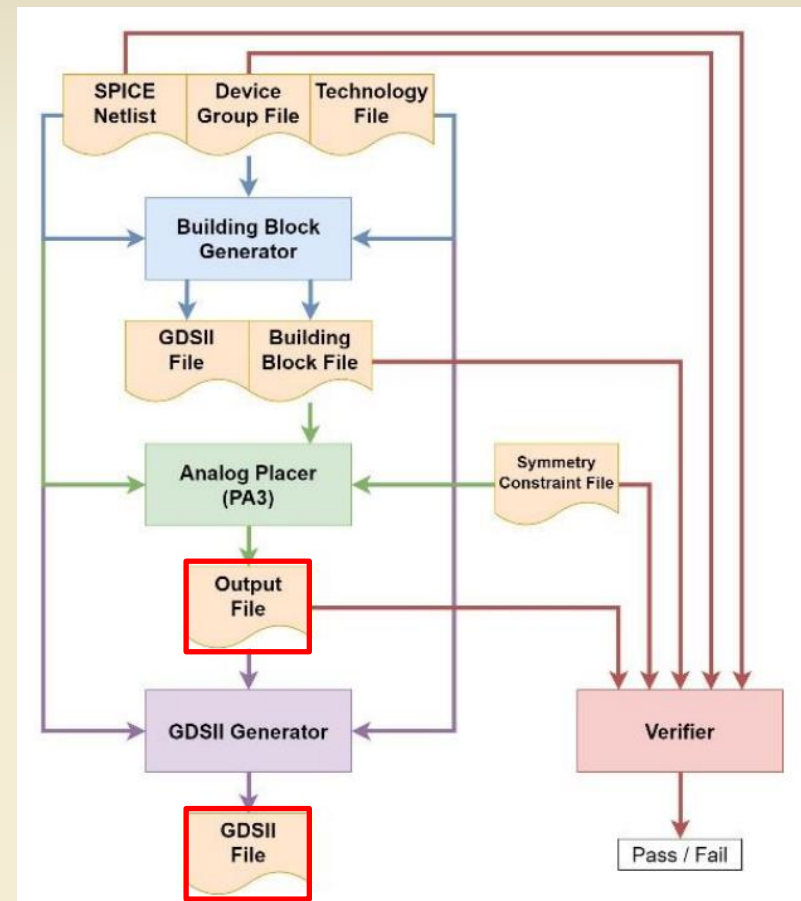 SPICE
Netlist
Device
Group File
Technology
File
Building Block
Generator
GDSII
File
Building
Block File
Analog Placer
(PA3)
Symmetry
Constraint File
Output
File
GDSII Generator
Verifier
GDSII
File
Pass / Fail